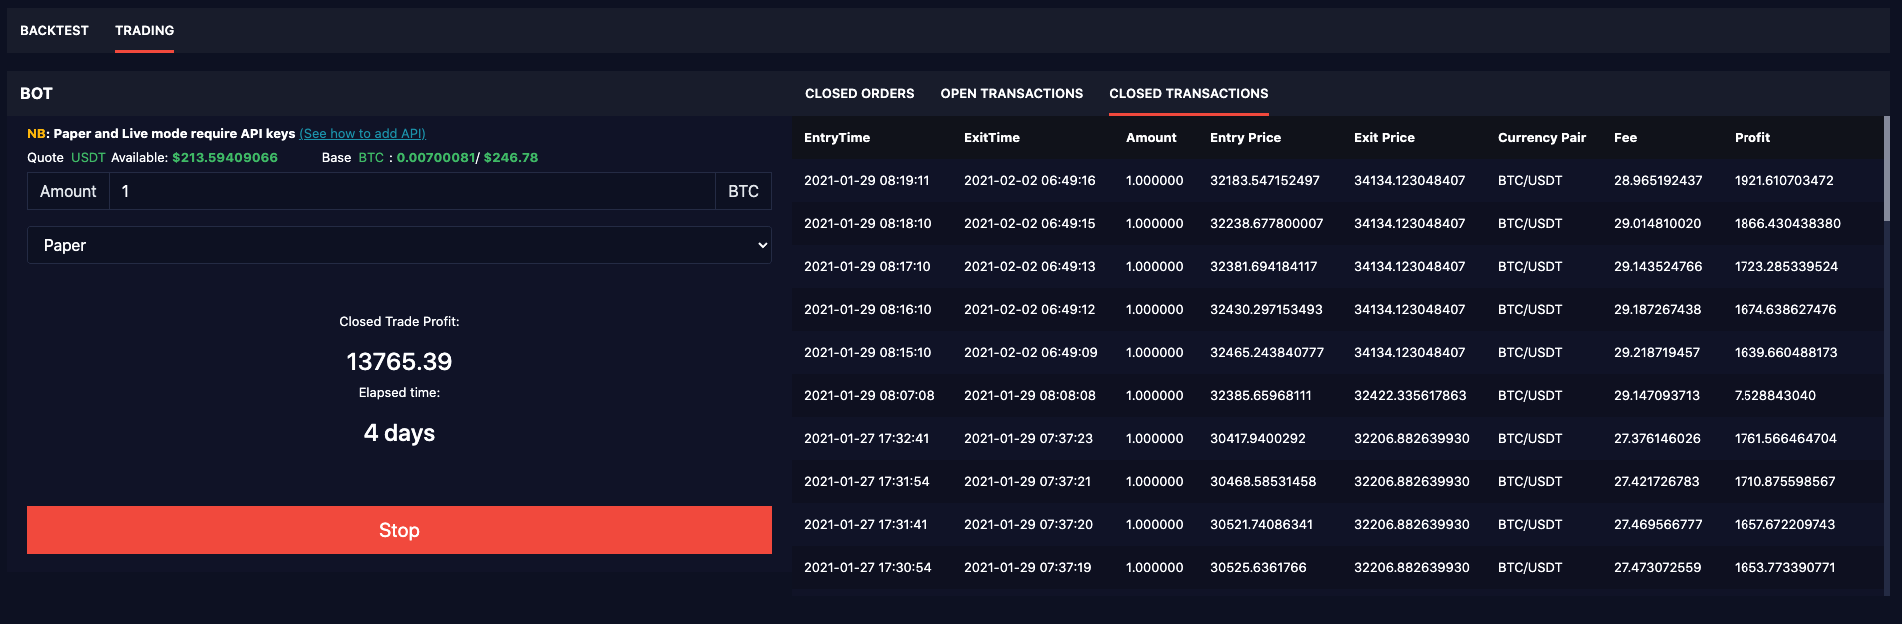 BACKTEST TRADING
BOT
NB: Paper and Live mode require API keys (See how to add API)
Quote USDT Available: $213.59409066 Base BTC : 0.00700081/ $246.78
Amount 1 BTC
Paper
Closed Trade Profit:
13765.39
Elapsed time:
4 days
Stop
CLOSED ORDERS OPEN TRANSACTIONS CLOSED TRANSACTIONS
EntryTime ExitTime Amount Entry Price Exit Price Currency Pair Fee Profit
2021-01-29 08:19:11 2021-02-02 06:49:16 1.000000 32183.547152497 34134.123048407 BTC/USDT 28.965192437 1921.610703472
2021-01-29 08:18:10 2021-02-02 06:49:15 1.000000 32238.677800007 34134.123048407 BTC/USDT 29.014810020 1866.430438380
2021-01-29 08:17:10 2021-02-02 06:49:13 1.000000 32381.694184117 34134.123048407 BTC/USDT 29.143524766 1723.285339524
2021-01-29 08:16:10 2021-02-02 06:49:12 1.000000 32430.297153493 34134.123048407 BTC/USDT 29.187267438 1674.638627476
2021-01-29 08:15:10 2021-02-02 06:49:09 1.000000 32465.243840777 34134.123048407 BTC/USDT 29.218719457 1639.660488173
2021-01-29 08:07:08 2021-01-29 08:08:08 1.000000 32385.65968111 32422.335617863 BTC/USDT 29.147093713 7.528843040
2021-01-27 17:32:41 2021-01-29 07:37:23 1.000000 30417.9400292 32206.882639930 BTC/USDT 27.376146026 1761.566464704
2021-01-27 17:31:54 2021-01-29 07:37:21 1.000000 30468.58531458 32206.882639930 BTC/USDT 27.421726783 1710.875598567
2021-01-27 17:31:41 2021-01-29 07:37:20 1.000000 30521.74086341 32206.882639930 BTC/USDT 27.469566777 1657.672209743
2021-01-27 17:30:54 2021-01-29 07:37:19 1.000000 30525.6361766 32206.882639930 BTC/USDT 27.473072559 1653.773390771